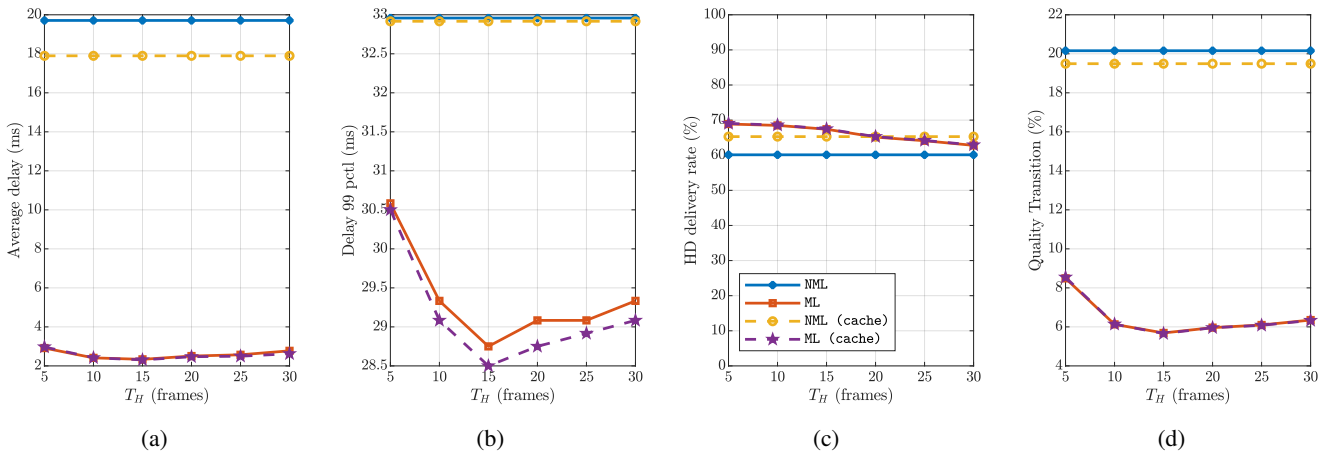 20
18
16
14
12
10
8
6
4
2
Average delay (ms)
5 10 15 20 25 30
T_H (frames)
(a)
33
32.5
32
31.5
31
30.5
30
29.5
29
28.5
Delay 99 pctl (ms)
5 10 15 20 25 30
T_H (frames)
(b)
100
90
80
70
60
50
40
30
20
10
0
HD delivery rate (%)
NML
ML
NML (cache)
ML (cache)
5 10 15 20 25 30
T_H (frames)
(c)
22
20
18
16
14
12
10
8
6
4
Quality Transition (%)
5 10 15 20 25 30
T_H (frames)
(d)